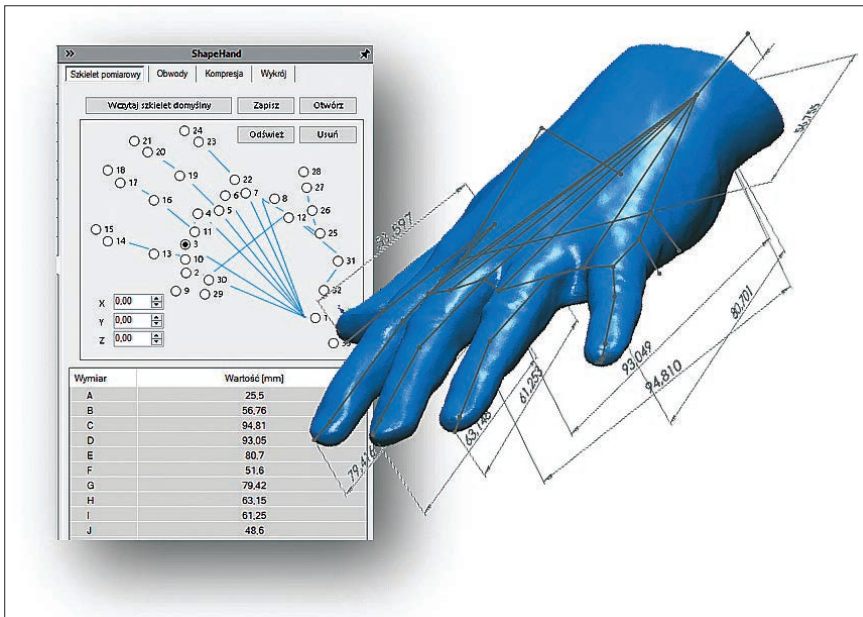 ShapeHand
Szkielet pomiarowy Obwody Kompresja Wykrój
Wczytaj szkielet domyślny Zapisz Otwórz
Odśwież Usuń
24
21 23
20
28
18 19
17 22 27
6 7 8
16
4 5 26
12
15 11 25
14 3
13 10 31
2 30
9 29 32
1
X 0,00
Y 0,00
Z 0,00
Wymiar Wartość [mm]
A 25,5
B 56,76
C 94,81
D 93,05
E 80,7
F 51,6
G 79,42
H 63,15
I 61,25
J 48,6
56,755
80,701
93,049
94,810
61,253
63,148